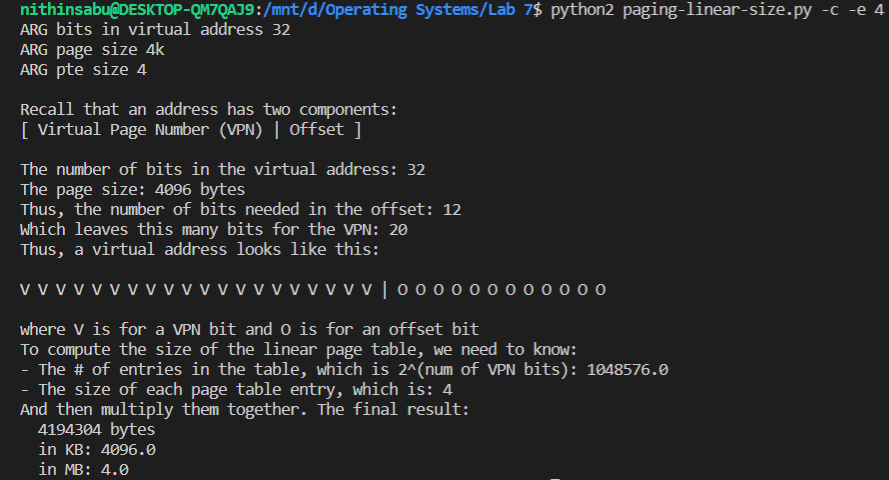 nithinsabu@DESKTOP-QM7QAJ9:/mnt/d/Operating Systems/Lab 7$ python2 paging-linear-size.py -c -e 4
ARG bits in virtual address 32
ARG page size 4k
ARG pte size 4
Recall that an address has two components:
[ Virtual Page Number (VPN) | Offset ]
The number of bits in the virtual address: 32
The page size: 4096 bytes
Thus, the number of bits needed in the offset: 12
Which leaves this many bits for the VPN: 20
Thus, a virtual address looks like this:
V V V V V V V V V V V V V V V V V V V V | O O O O O O O O O O O O
where V is for a VPN bit and O is for an offset bit
To compute the size of the linear page table, we need to know:
- The # of entries in the table, which is 2^(num of VPN bits): 1048576.0
- The size of each page table entry, which is: 4
And then multiply them together. The final result:
4194304 bytes
in KB: 4096.0
in MB: 4.0